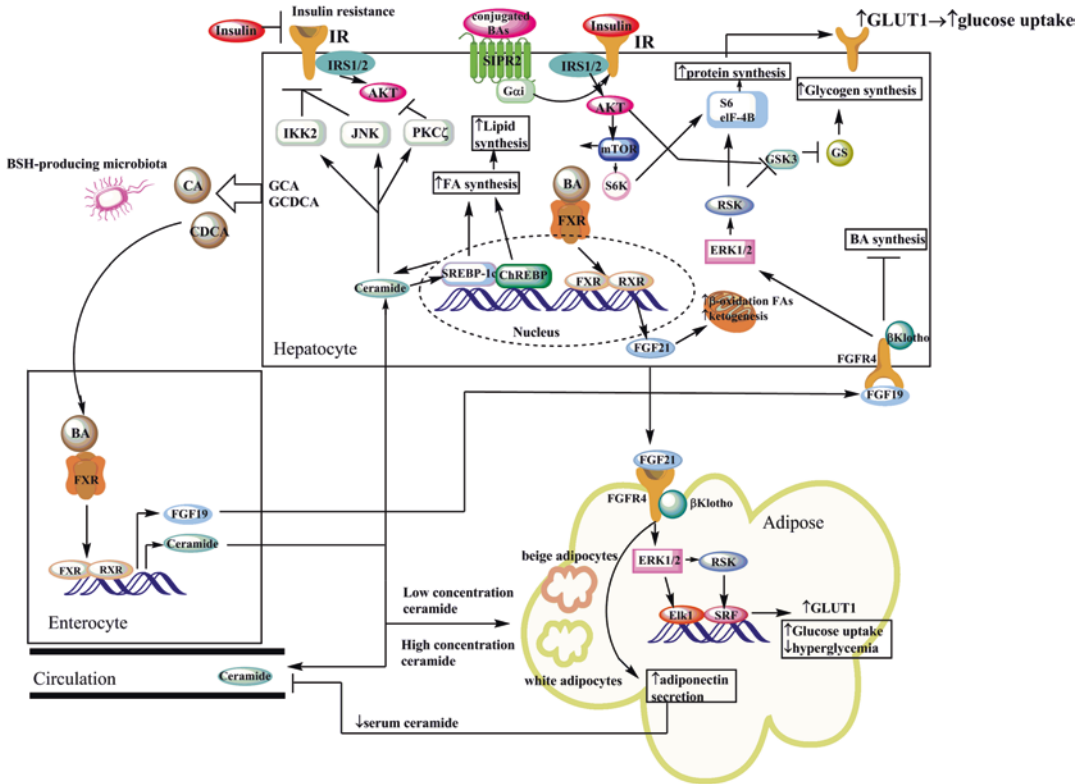 Insulin resistance
Insulin
IR
conjugated
BAs
SIPR2
Gαi
Insulin
IR
↑GLUT1→↑glucose uptake
IRS1/2
AKT
IRS1/2
AKT
↑protein synthesis
↑Glycogen synthesis
S6
elF-4B
IKK2
JNK
PKCζ
↑Lipid
synthesis
mTOR
S6K
GSK3
GS
BSH-producing microbiota
CA
CDCA
GCA
GCDCA
↑FA synthesis
BA
FXR
RSK
ERK1/2
BA synthesis
Ceramide
SREBP-1c
ChREBP
FXR
RXR
Nucleus
↑β-oxidation FAs
↑ketogenesis
FGF21
Hepatocyte
βKlotho
FGFR4
FGF19
BA
FXR
FGF19
Ceramide
FXR
RXR
Enterocyte
FGF21
FGFR4
βKlotho
Adipose
beige adipocytes
ERK1/2
RSK
Low concentration
ceramide
High concentration
ceramide
Elk1
SRF
↑GLUT1
↑Glucose uptake
↓hyperglycemia
white adipocytes
↑adiponectin
secretion
Circulation
Ceramide
↓serum ceramide